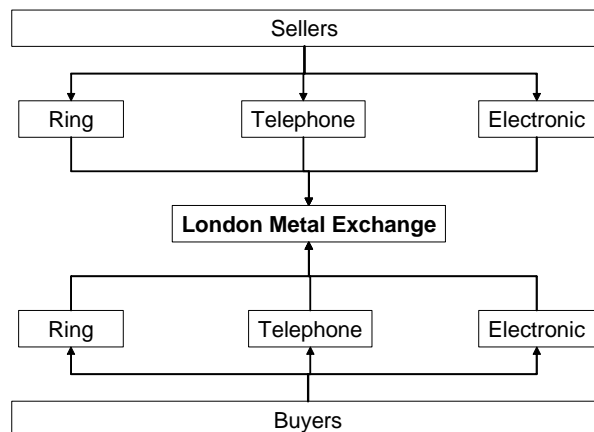 Sellers
Ring Telephone Electronic
London Metal Exchange
Ring Telephone Electronic
Buyers